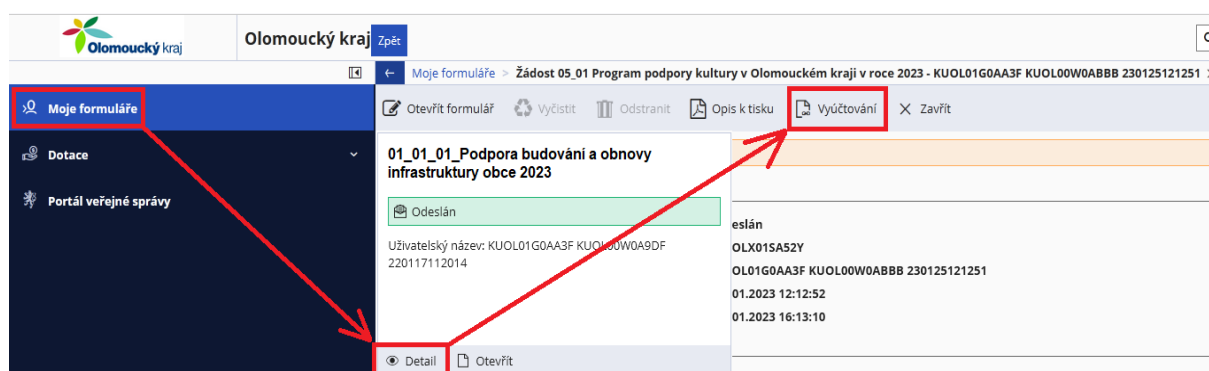 Olomoucký kraj
Olomoucký kraj
Zpět
Moje formuláře > Žádost 05_01 Program podpory kultury v Olomouckém kraji v roce 2023 - KUOL01G0AA3F KUOL00W0ABBB 230125121251
Moje formuláře
Otevřít formulář Vyčistit Odstranit Opis k tisku Vyúčtování Zavřít
Dotace
01_01_01_Podpora budování a obnovy
infrastruktury obce 2023
Portál veřejné správy
Odeslán
eslán
Uživatelský název: KUOL01G0AA3F KUOL00W0A9DF
220117112014
OLX01SA52Y
OL01G0AA3F KUOL00W0ABBB 230125121251
01.2023 12:12:52
01.2023 16:13:10
Detail Otevřít